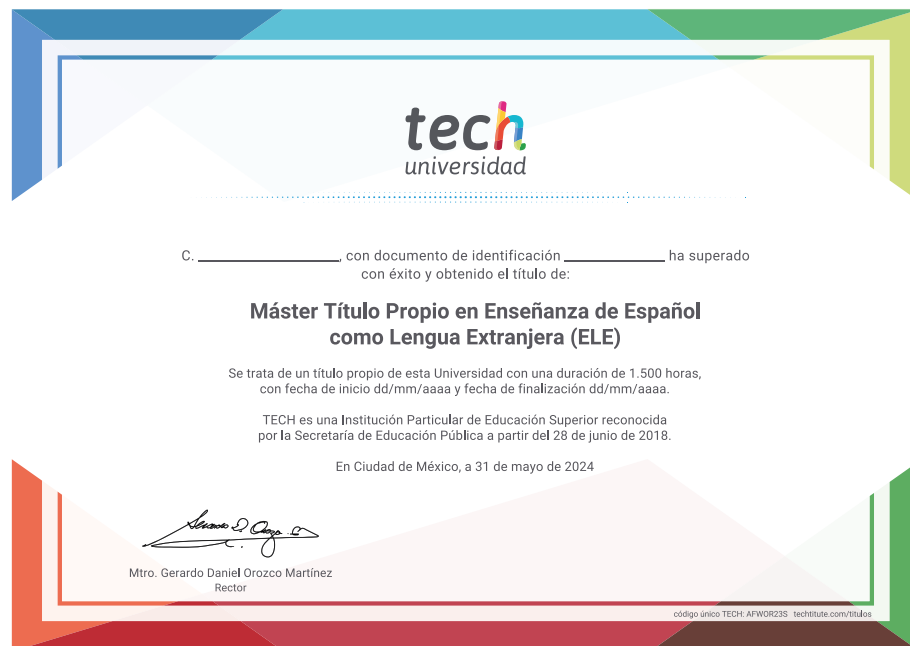 tech
universidad
C. ____________, con documento de identificación ____________ ha superado
con éxito y obtenido el título de:
Máster Título Propio en Enseñanza de Español
como Lengua Extranjera (ELE)
Se trata de un título propio de esta Universidad con una duración de 1.500 horas,
con fecha de inicio dd/mm/aaaa y fecha de finalización dd/mm/aaaa.
TECH es una Institución Particular de Educación Superior reconocida
por la Secretaría de Educación Pública a partir del 28 de junio de 2018.
En Ciudad de México, a 31 de mayo de 2024
Mtro. Gerardo Daniel Orozco Martínez
Rector
código único TECH: AFWOR23S techtitute.com/titulos